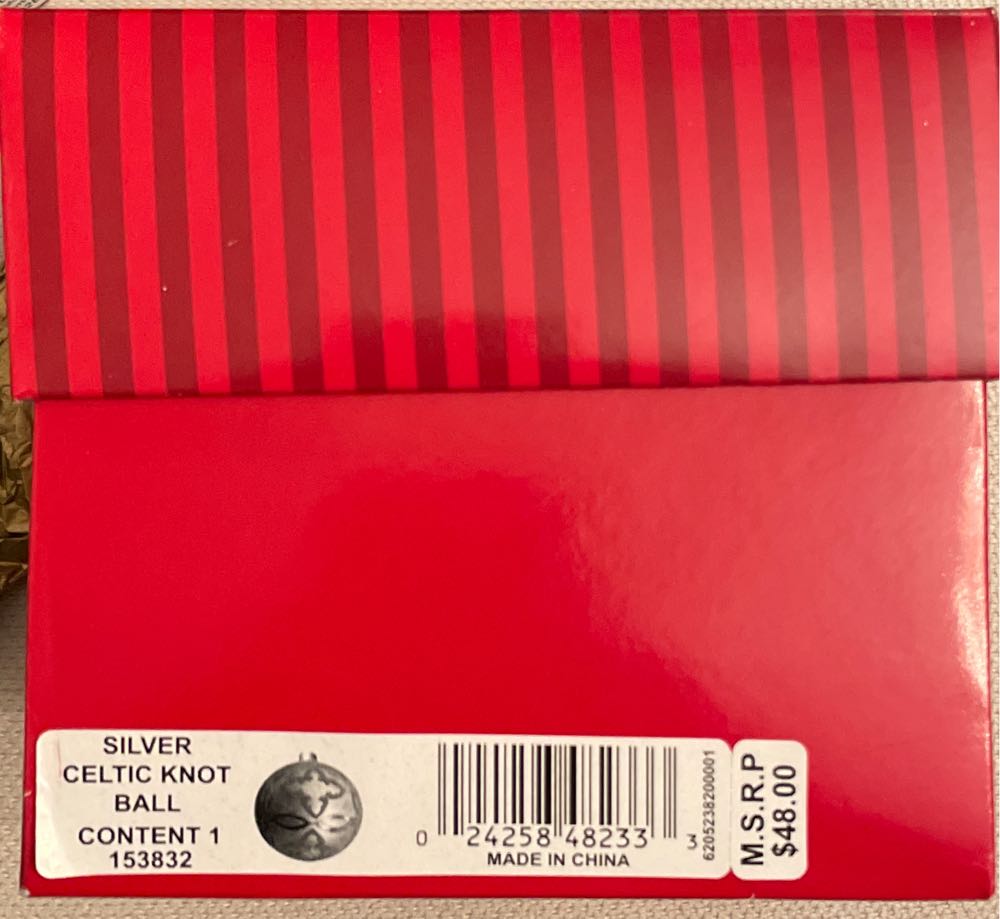 SILVER
CELTIC KNOT
BALL
CONTENT 1
153832
0 24258 48233 3
MADE IN CHINA
6205238200001
M.S.R.P
$48.00